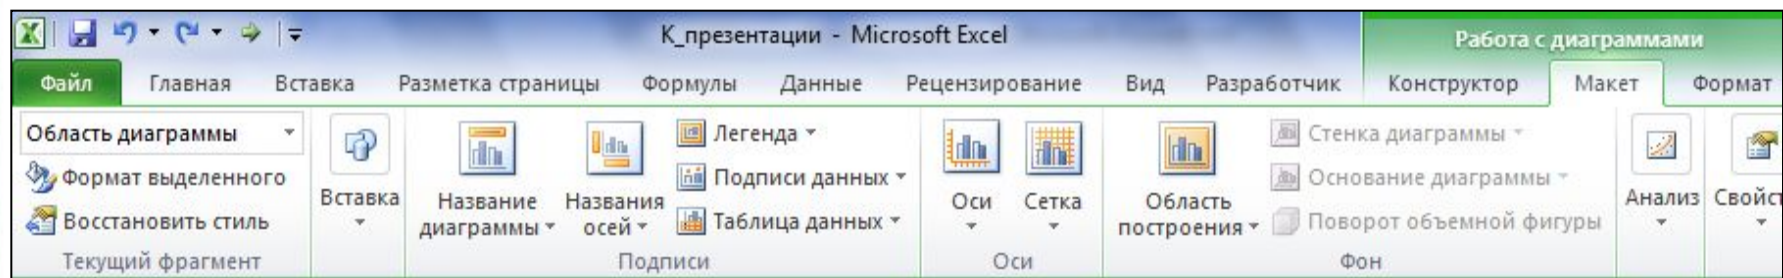 К_презентации - Microsoft Excel
Работа с диаграммами
Файл Главная Вставка Разметка страницы Формулы Данные Рецензирование Вид Разработчик Конструктор Макет Формат
Область диаграммы
Формат выделенного
Восстановить стиль
Текущий фрагмент
Вставка
Название
диаграммы
Названия
осей
Легенда
Подписи данных
Таблица данных
Подписи
Оси
Сетка
Оси
Область
построения
Стенка диаграммы
Основание диаграммы
Поворот объемной фигуры
Фон
Анализ
Свойст